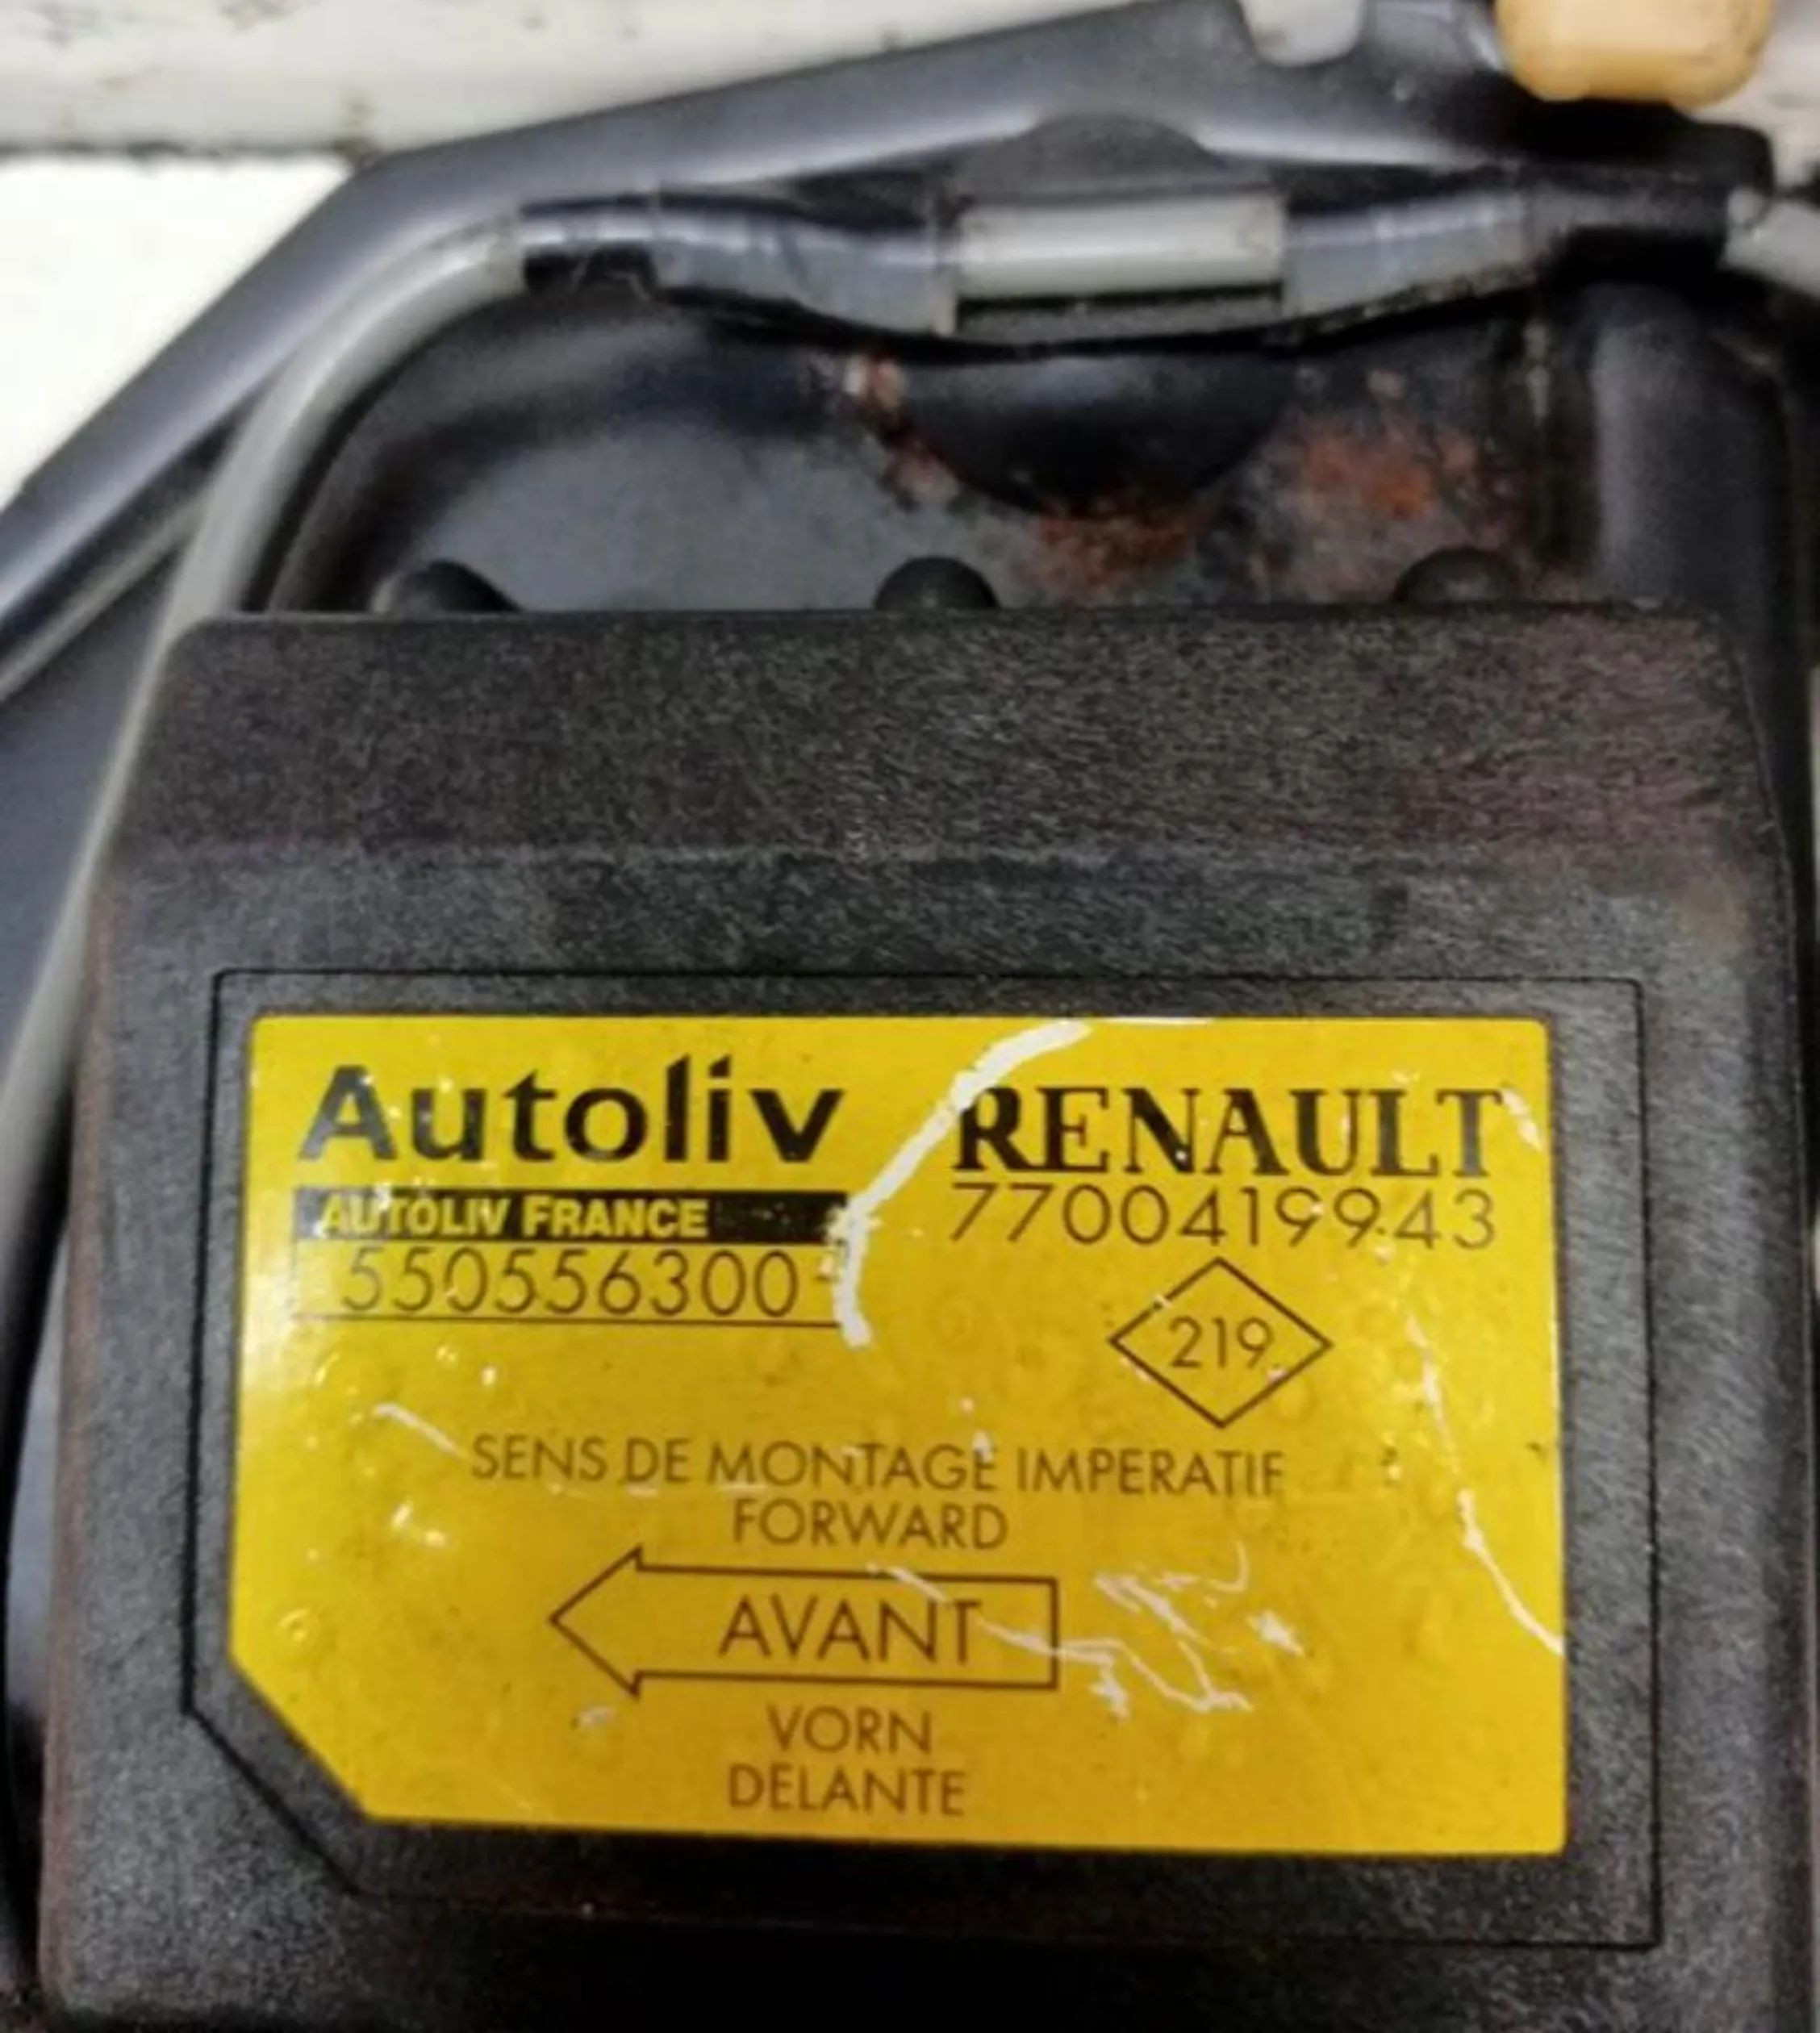 Autoliv RENAULT
AUTOLIV FRANCE 7700419943
550556300
219
SENS DE MONTAGE IMPERATIF
FORWARD
AVANT
VORN
DELANTE